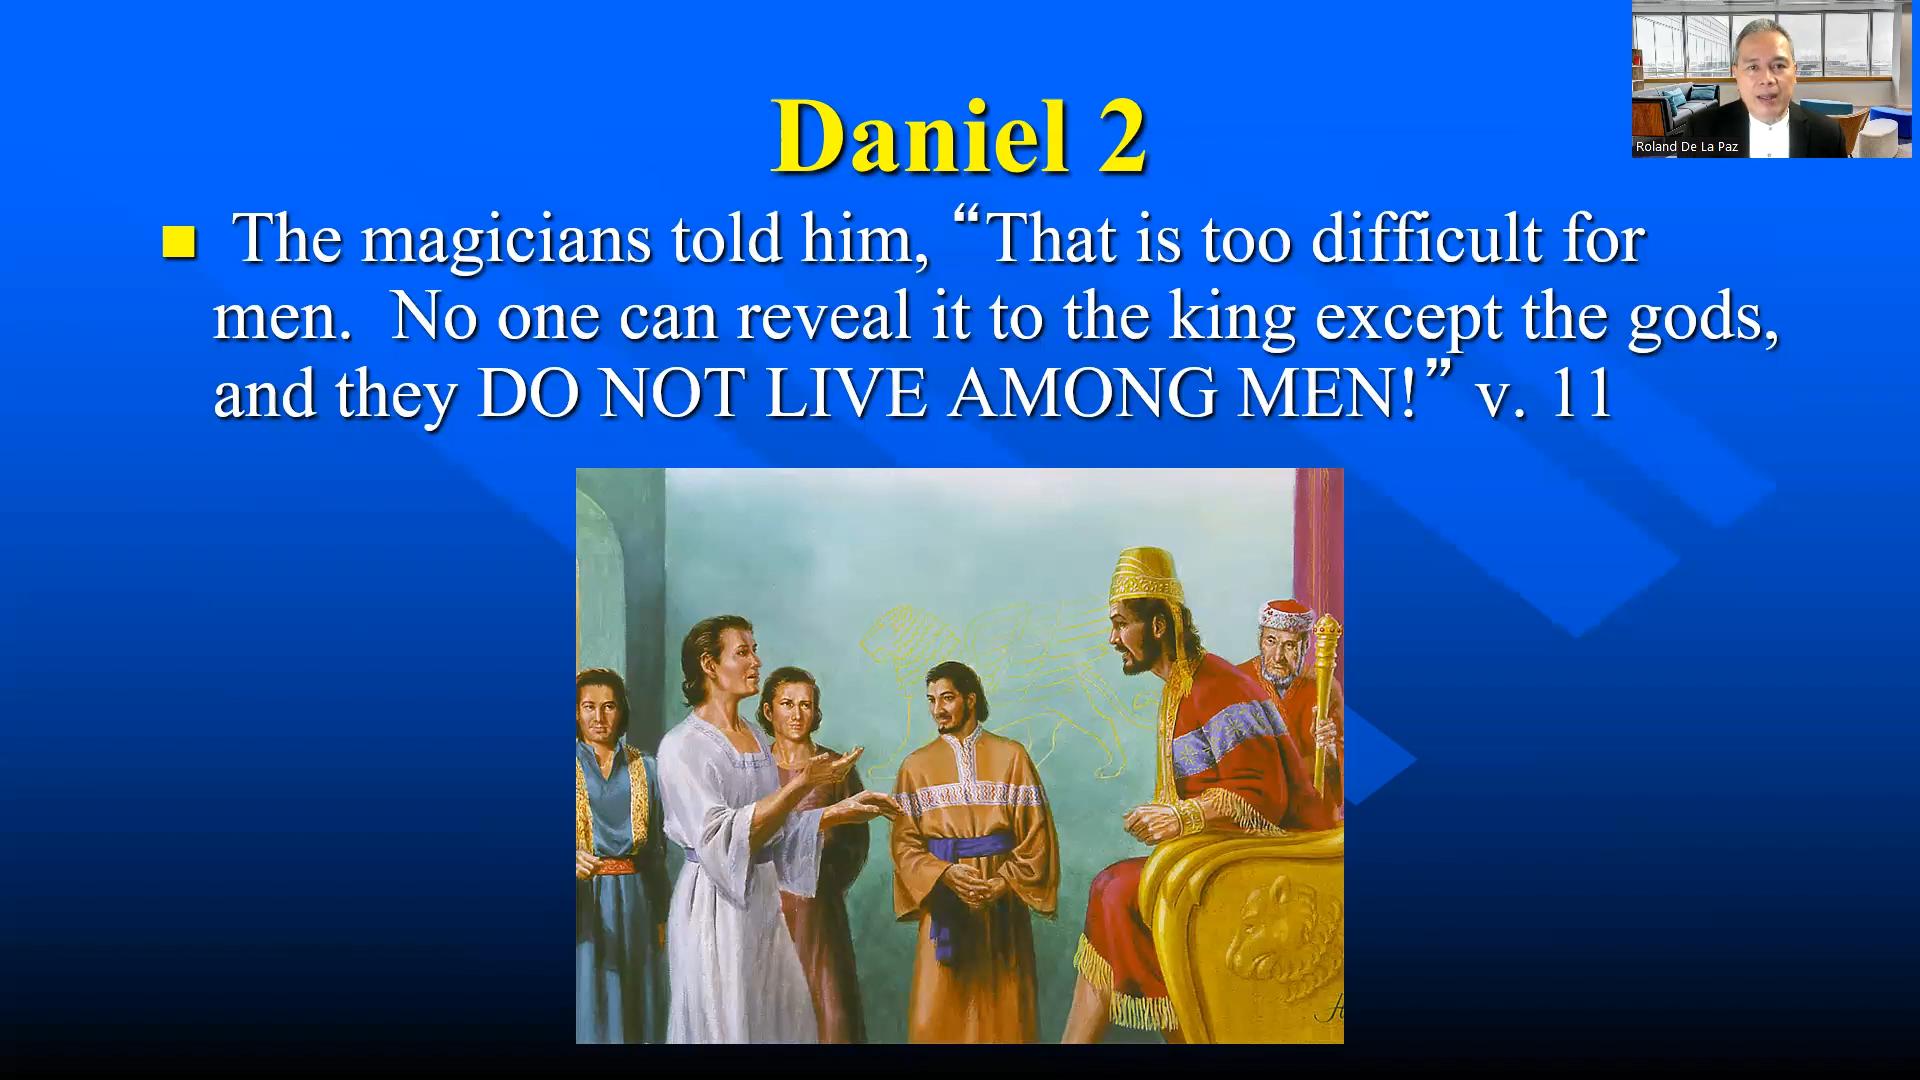 Daniel 2
Roland De La Paz
The magicians told him, “That is too difficult for
men. No one can reveal it to the king except the gods,
and they DO NOT LIVE AMONG MEN!” v. 11